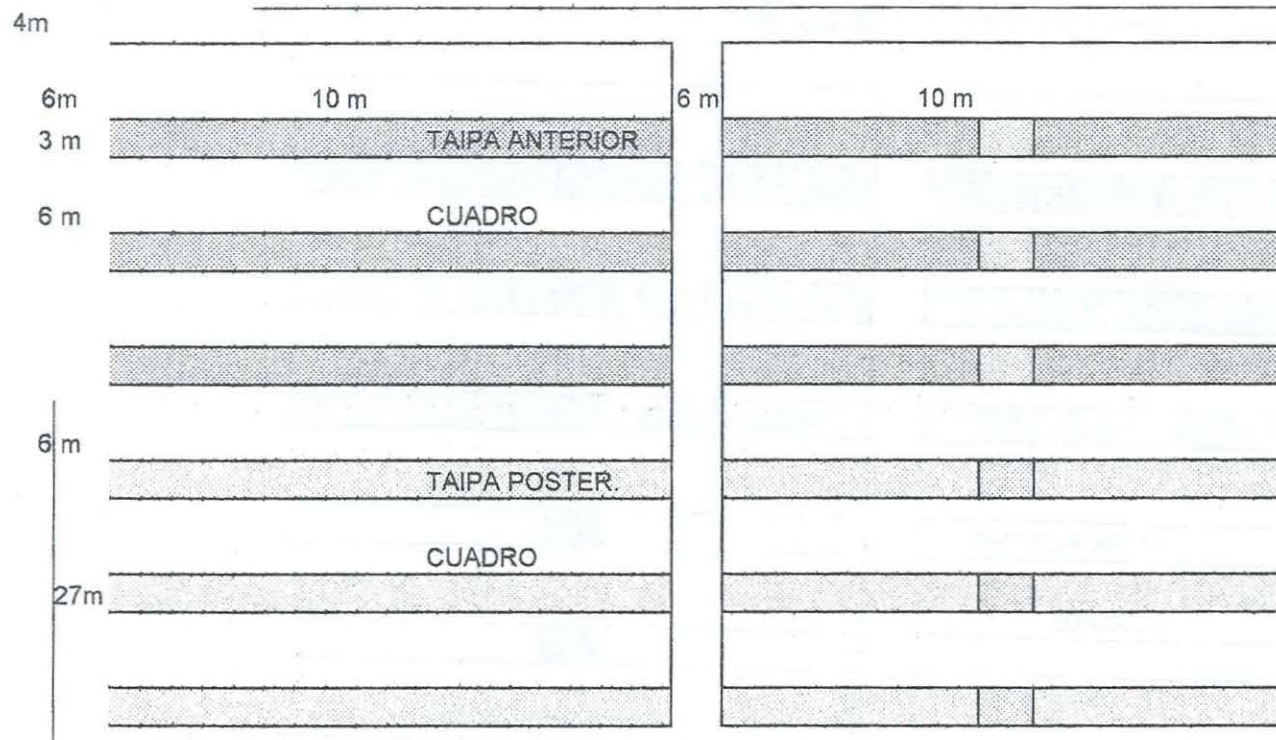 4m
6m 10 m 6 m 10 m
3 m TAIPA ANTERIOR
6 m CUADRO
6 m
TAIPA POSTER.
CUADRO
27m